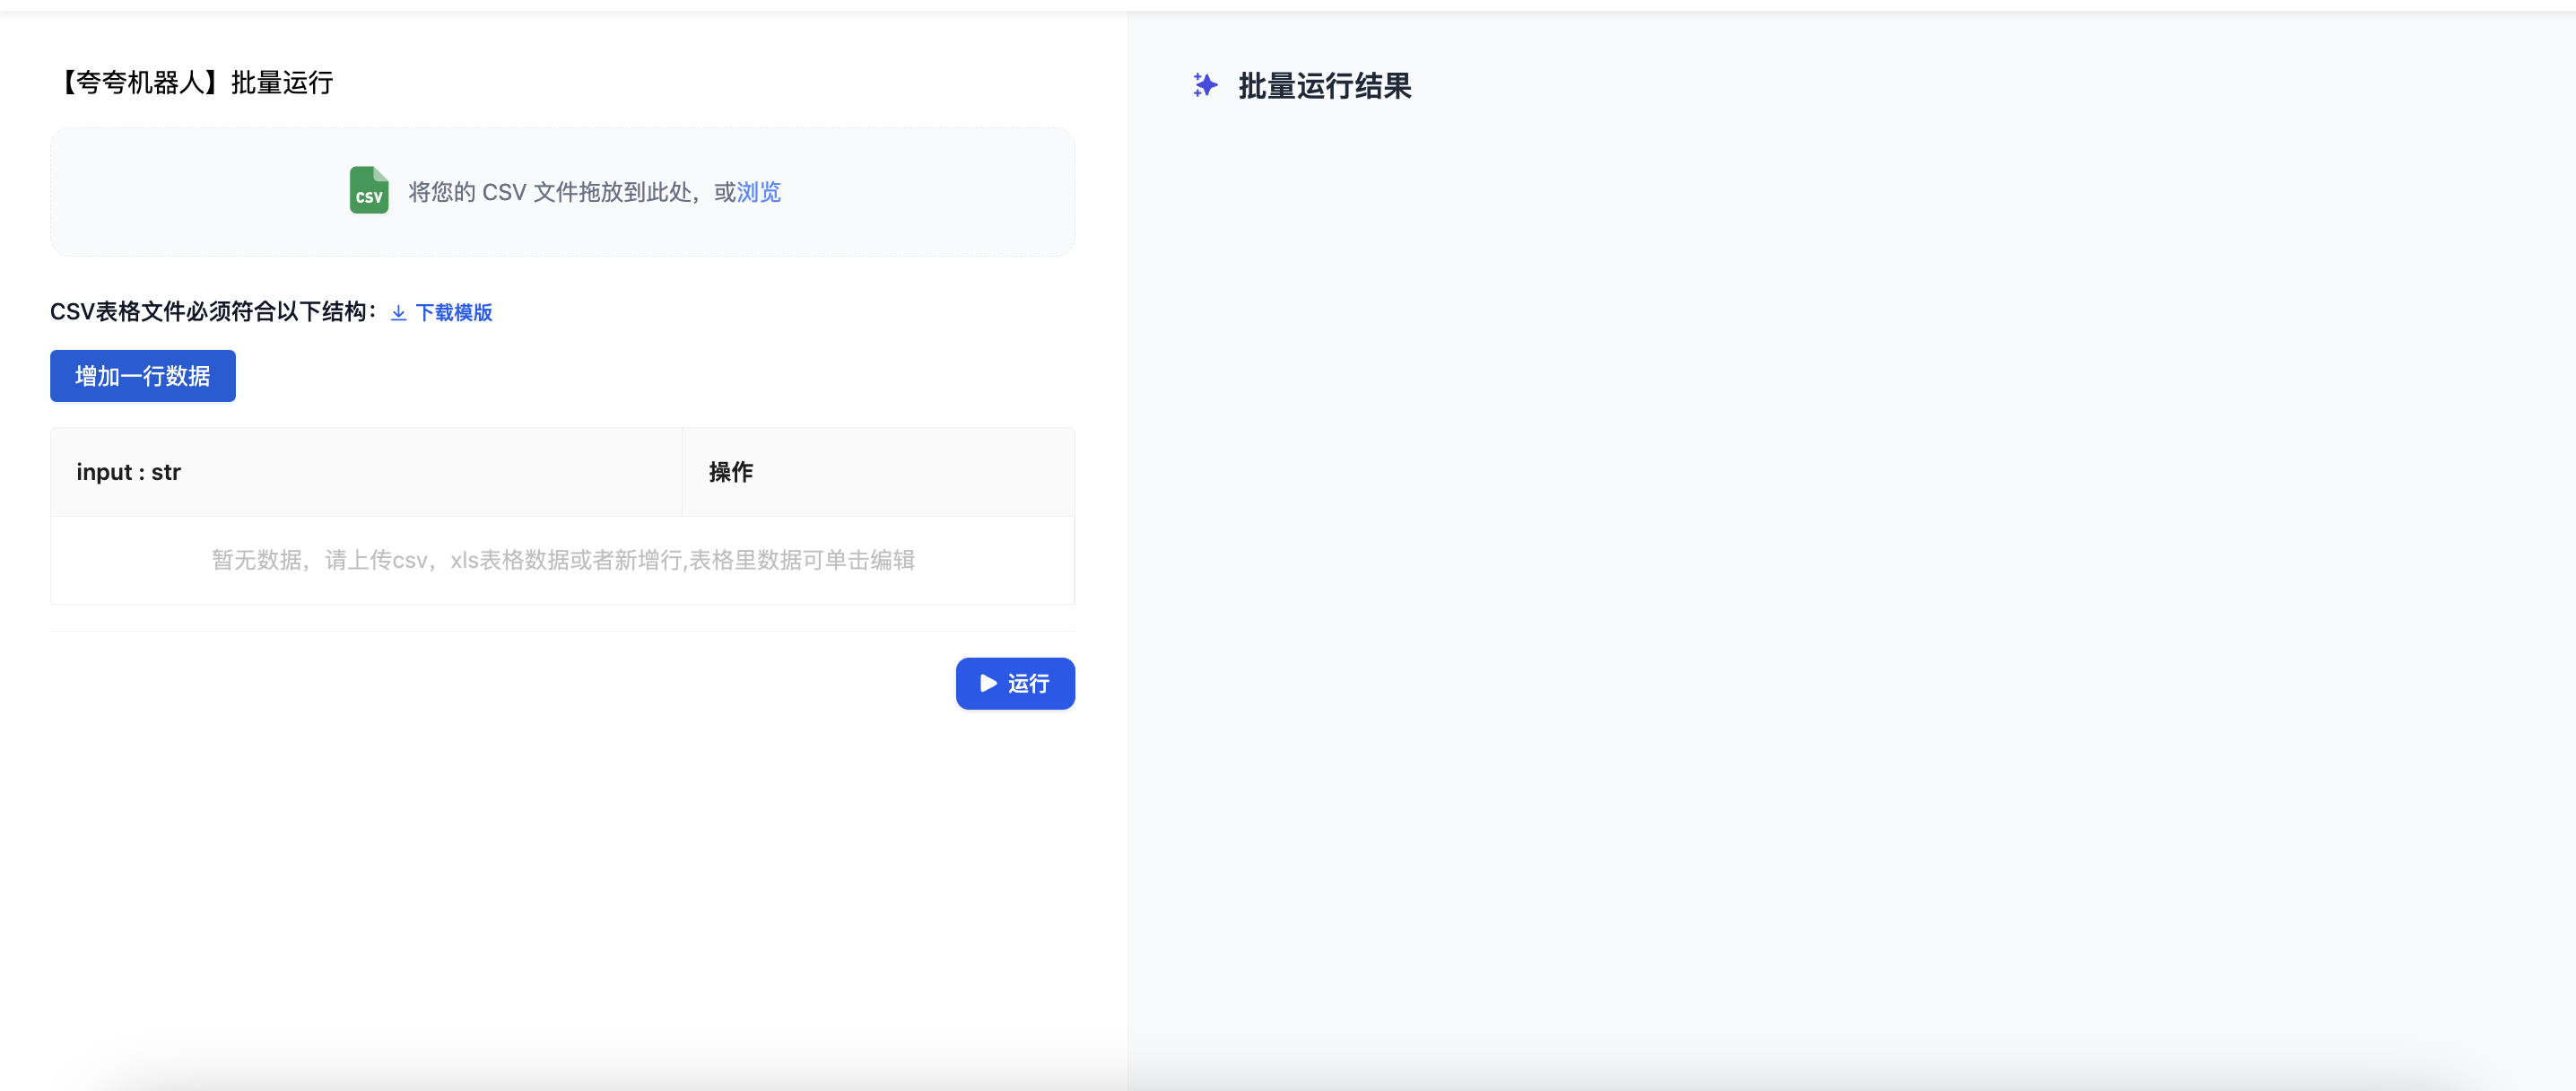 【夸夸机器人】批量运行
CSV
将您的 CSV 文件拖放到此处，或浏览
CSV表格文件必须符合以下结构：
下载模版
增加一行数据
input : str
操作
暂无数据，请上传csv，xls表格数据或者新增行,表格里数据可单击编辑
运行
批量运行结果